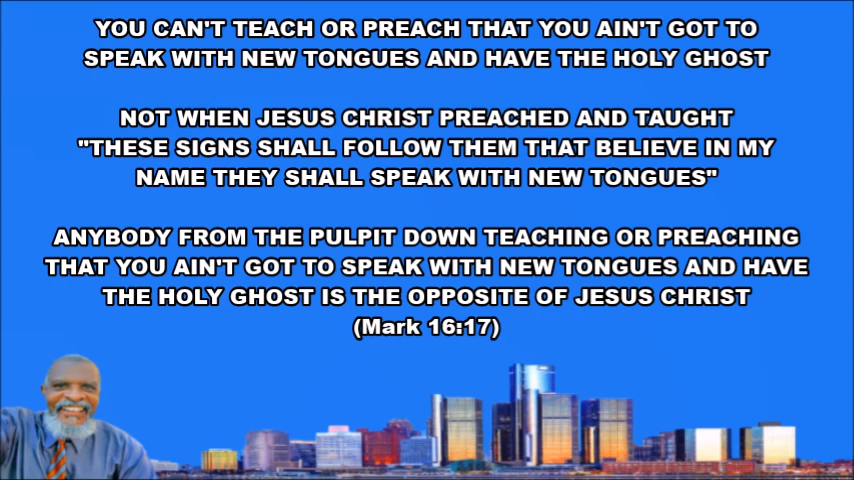 YOU CAN'T TEACH OR PREACH THAT YOU AIN'T GOT TO
SPEAK WITH NEW TONGUES AND HAVE THE HOLY GHOST
NOT WHEN JESUS CHRIST PREACHED AND TAUGHT
"THESE SIGNS SHALL FOLLOW THEM THAT BELIEVE IN MY
NAME THEY SHALL SPEAK WITH NEW TONGUES"
ANYBODY FROM THE PULPIT DOWN TEACHING OR PREACHING
THAT YOU AIN'T GOT TO SPEAK WITH NEW TONGUES AND HAVE
THE HOLY GHOST IS THE OPPOSITE OF JESUS CHRIST
(Mark 16:17)